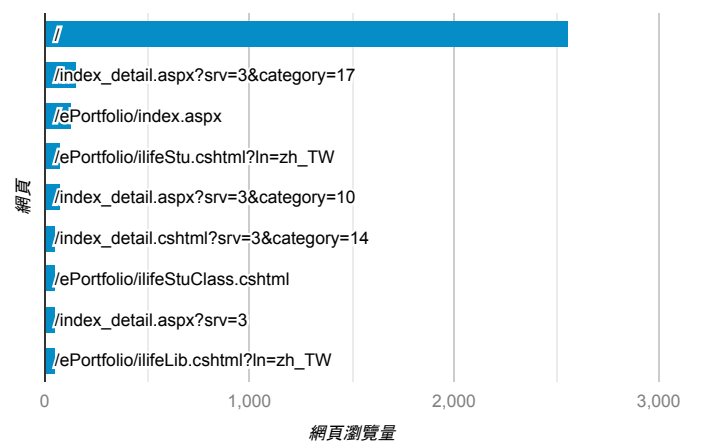 /
/index_detail.aspx?srv=3&category=17
/ePortfolio/index.aspx
/ePortfolio/ilifeStu.cshtml?ln=zh_TW
/index_detail.aspx?srv=3&category=10
/index_detail.cshtml?srv=3&category=14
/ePortfolio/ilifeStuClass.cshtml
/index_detail.aspx?srv=3
/ePortfolio/ilifeLib.cshtml?ln=zh_TW
網頁
0 1,000 2,000 3,000
網頁瀏覽量